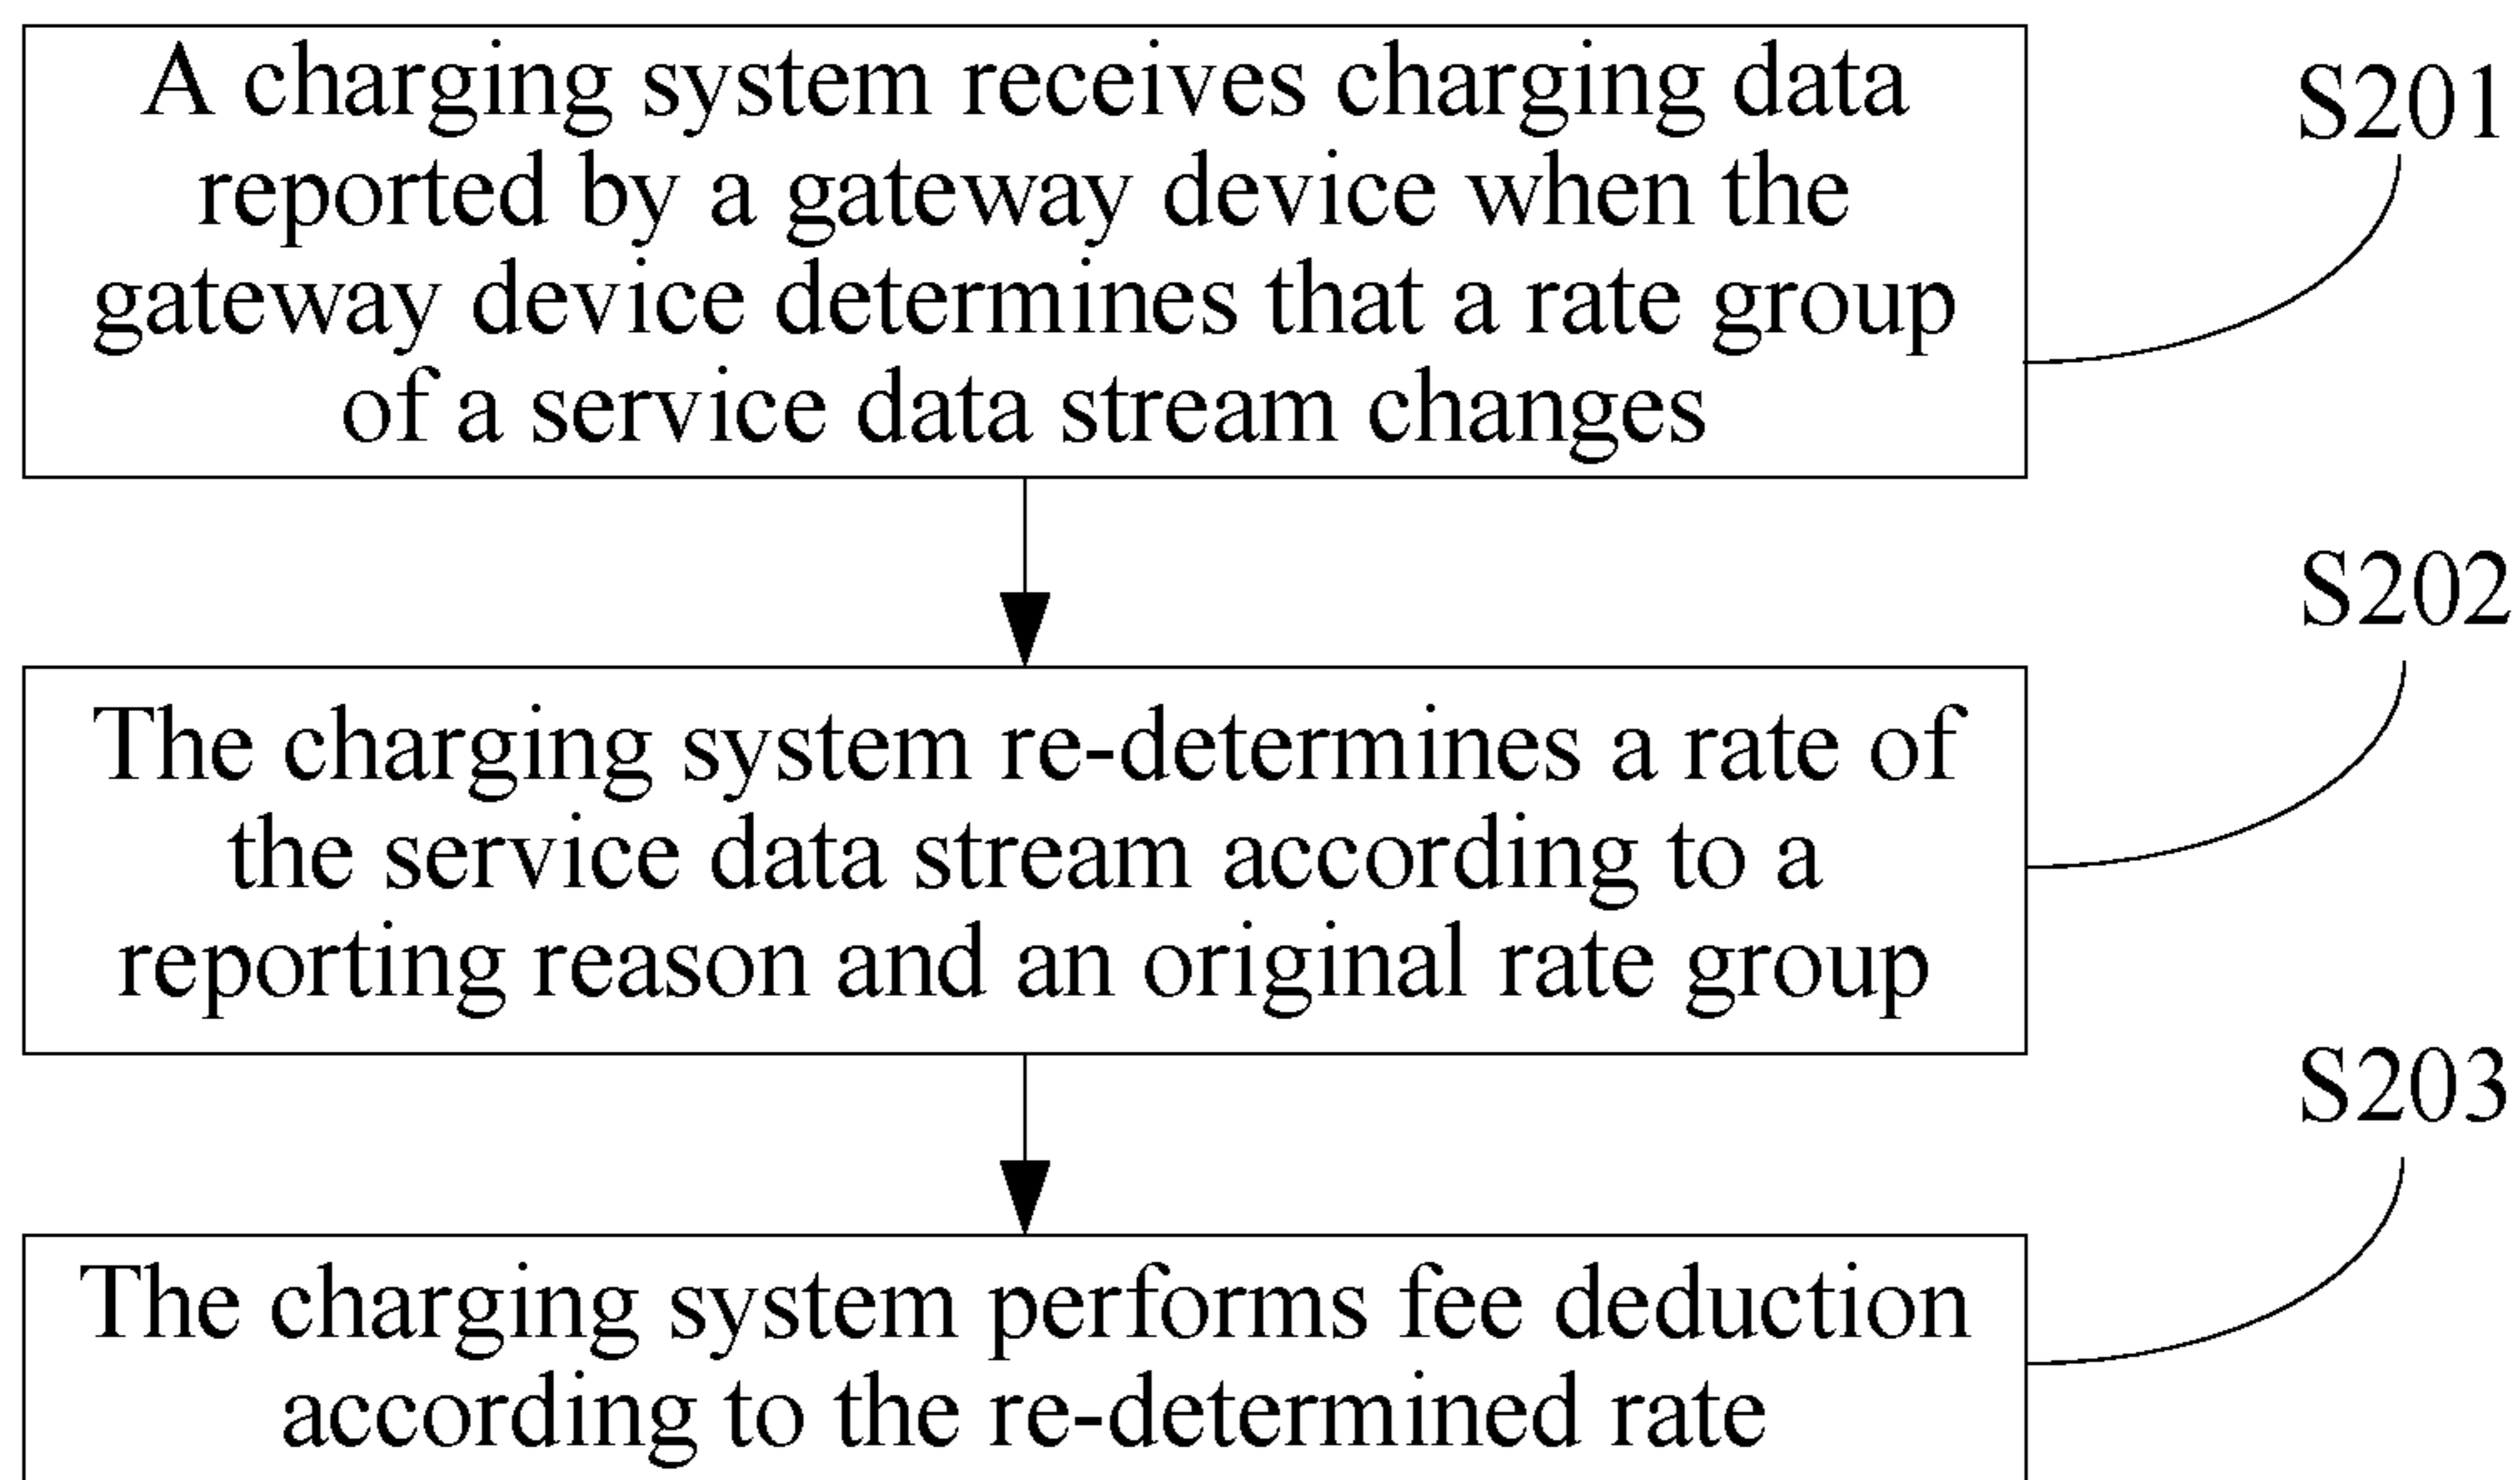 A charging system receives charging data
reported by a gateway device when the
gateway device determines that a rate group
of a service data stream changes
S201
The charging system re-determines a rate of
the service data stream according to a
reporting reason and an original rate group
S202
The charging system performs fee deduction
according to the re-determined rate
S203